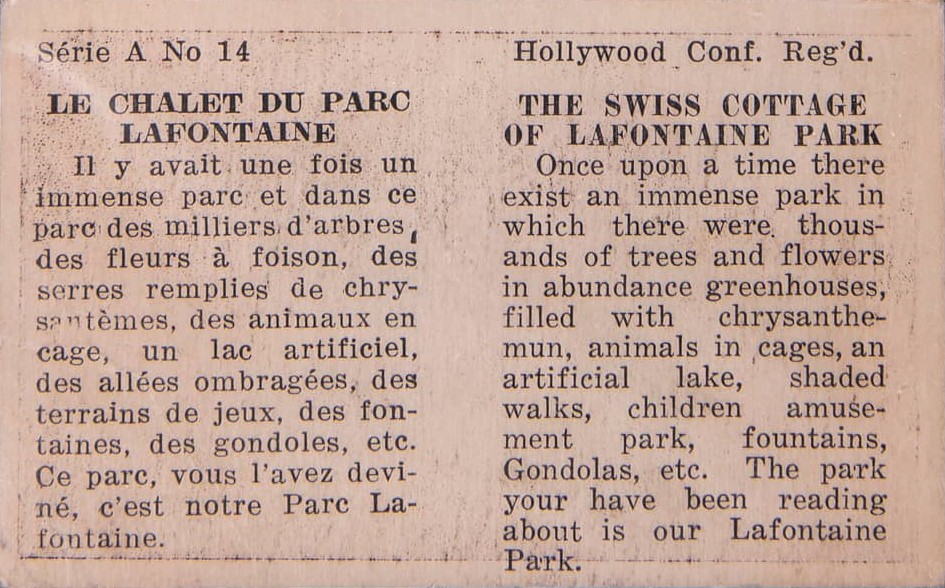 Série A No 14
LE CHALET DU PARC
LAFONTAINE
Il y avait une fois un
immense parc et dans ce
parc des milliers d'arbres,
des fleurs à foison, des
serres remplies de chry-
santèmes, des animaux en
cage, un lac artificiel,
des allées ombragées, des
terrains de jeux, des fon-
taines, des gondoles, etc.
Ce parc, vous l'avez devi-
né, c'est notre Parc La-
fontaine.
Hollywood Conf. Reg'd.
THE SWISS COTTAGE
OF LAFONTAINE PARK
Once upon a time there
exist an immense park in
which there were. thous-
ands of trees and flowers
in abundance greenhouses,
filled with chrysanthe-
mun, animals in cages, an
artificial lake, shaded
walks, children amuse-
ment park, fountains,
Gondolas, etc. The park
your have been reading
about is our Lafontaine
Park.